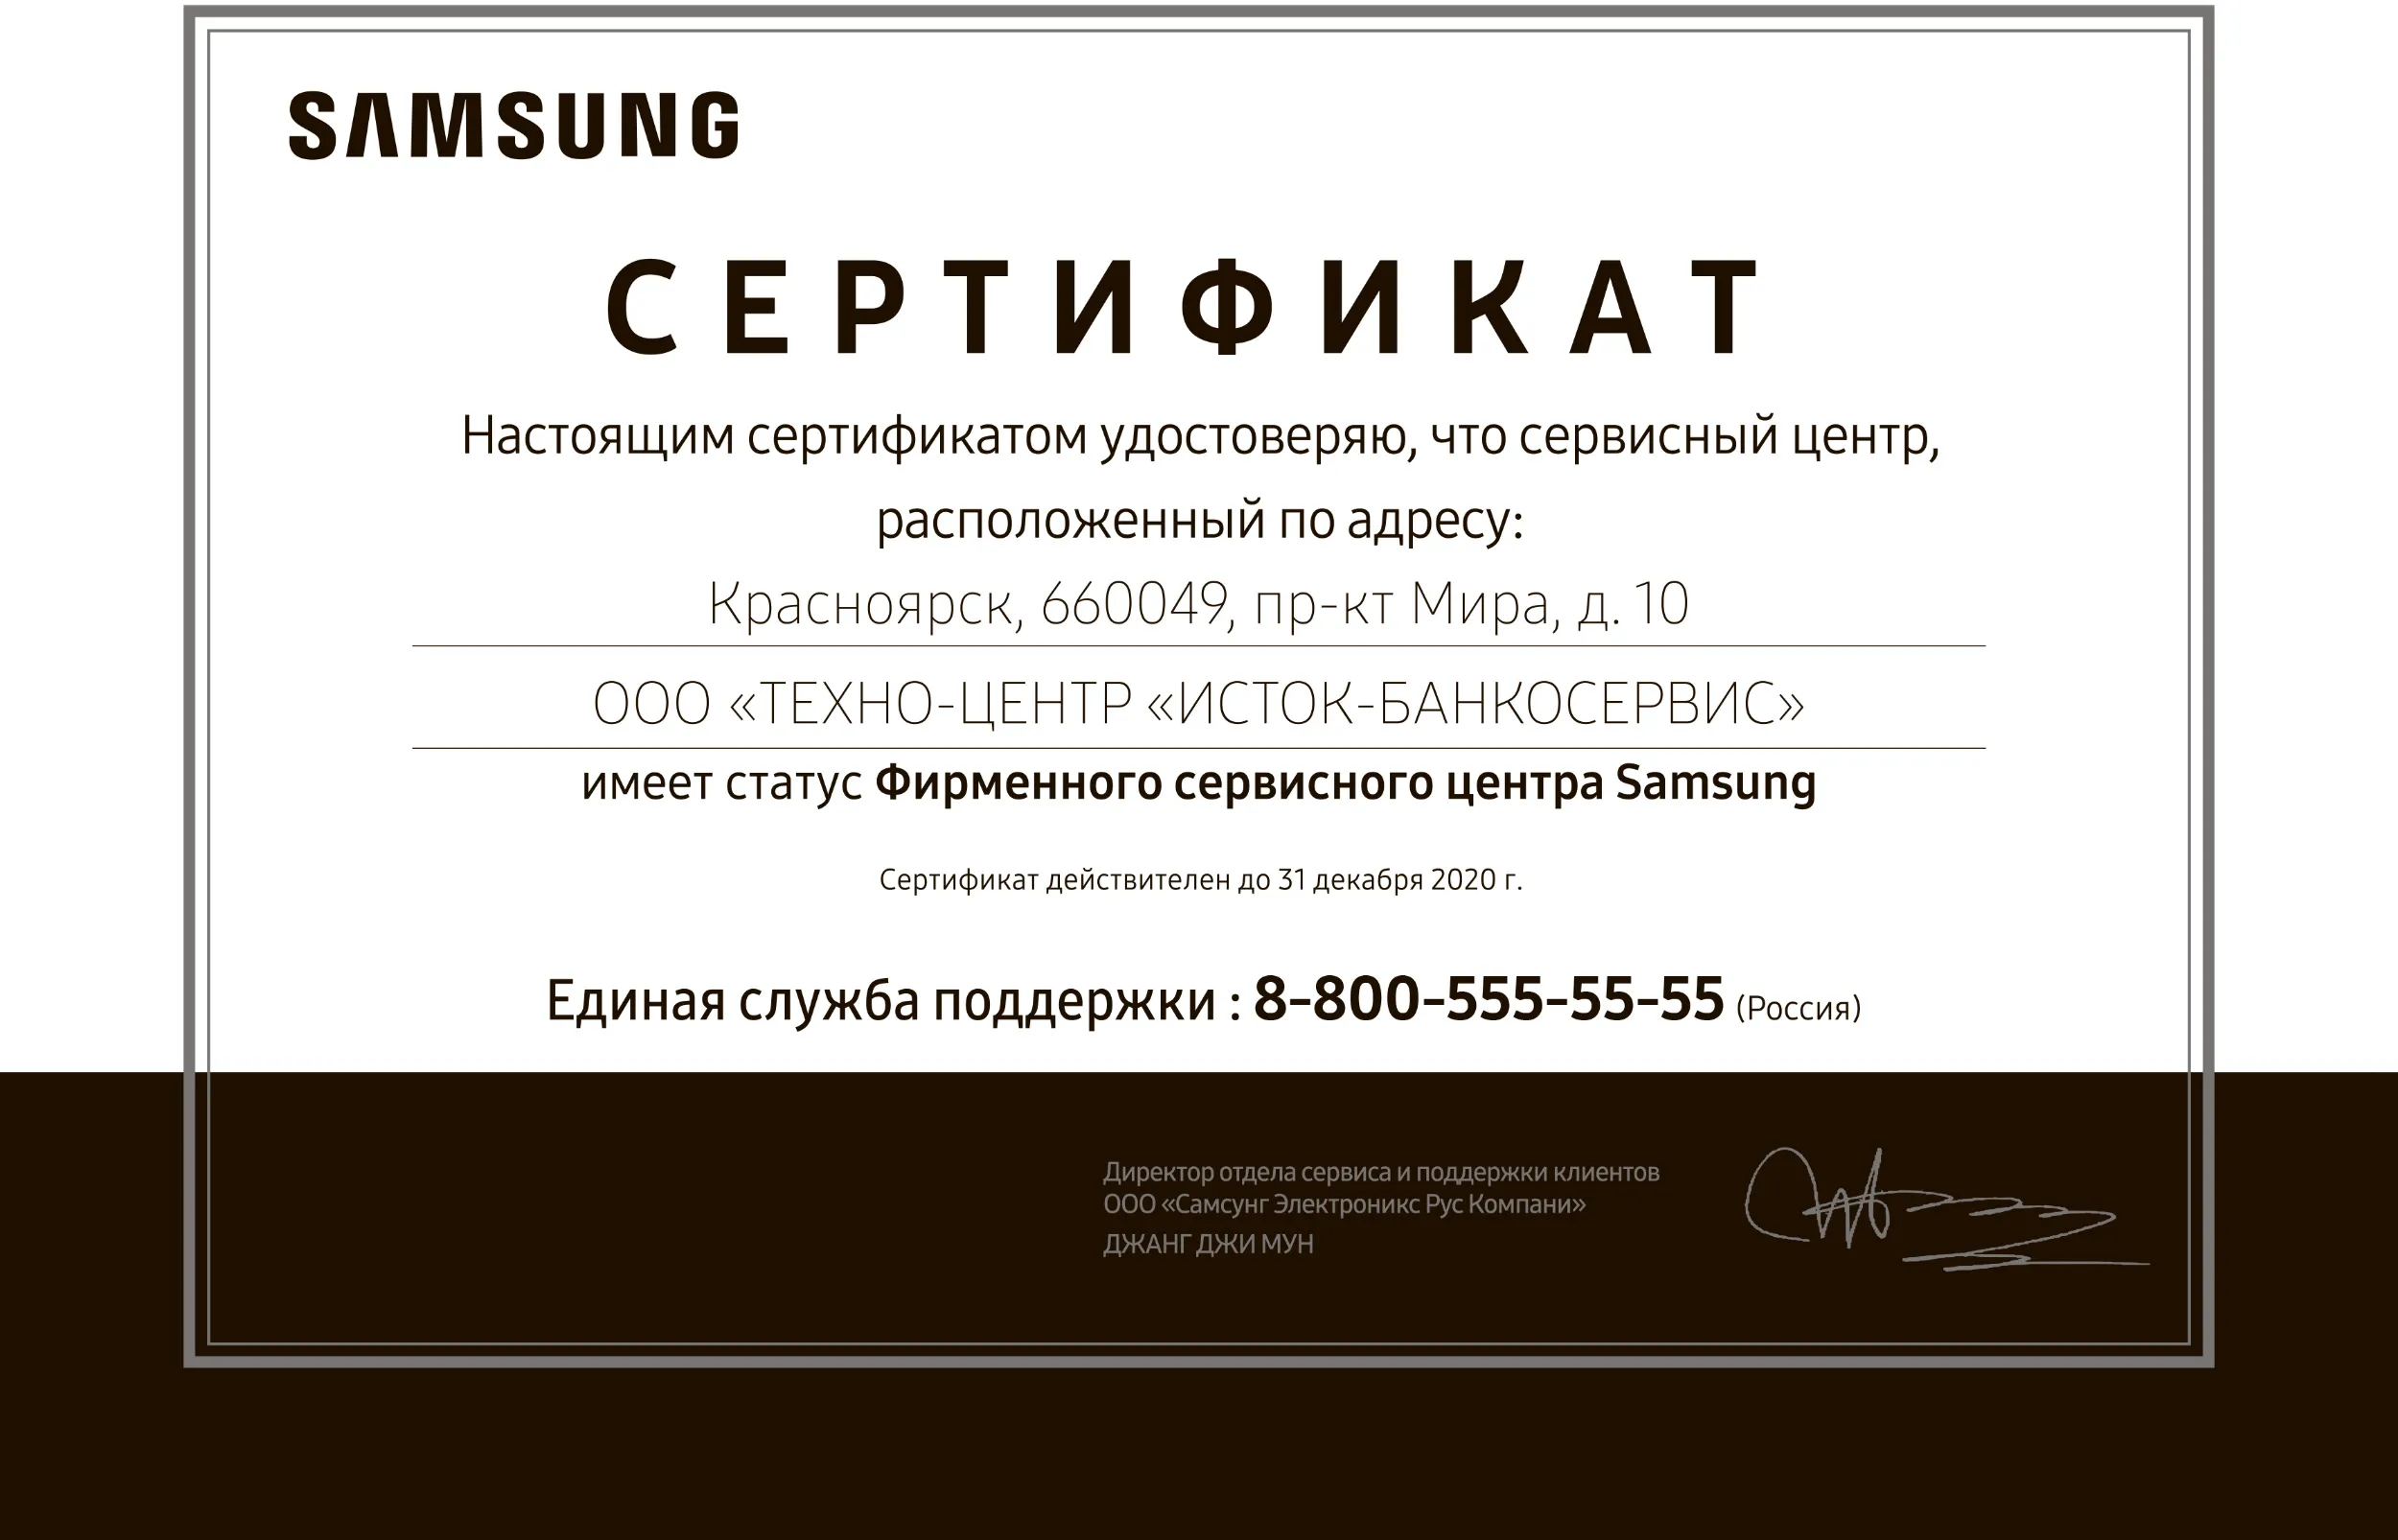 SAMSUNG
СЕРТИФИКАТ
Настоящим сертификатом удостоверяю, что сервисный центр,
расположенный по адресу:
Красноярск, 660049, пр-кт Мира, д. 10
ООО «ТЕХНО-ЦЕНТР «ИСТОК-БАНКОСЕРВИС»
имеет статус Фирменного сервисного центра Samsung
Сертификат действителен до 31 декабря 2020 г.
Единая служба поддержки : 8-800-555-55-55 (Россия)
Директор отдела сервиса и поддержки клиентов
ООО «Самсунг Электроникс Рус Компани»
ДЖАНГ ДЖИ МУН